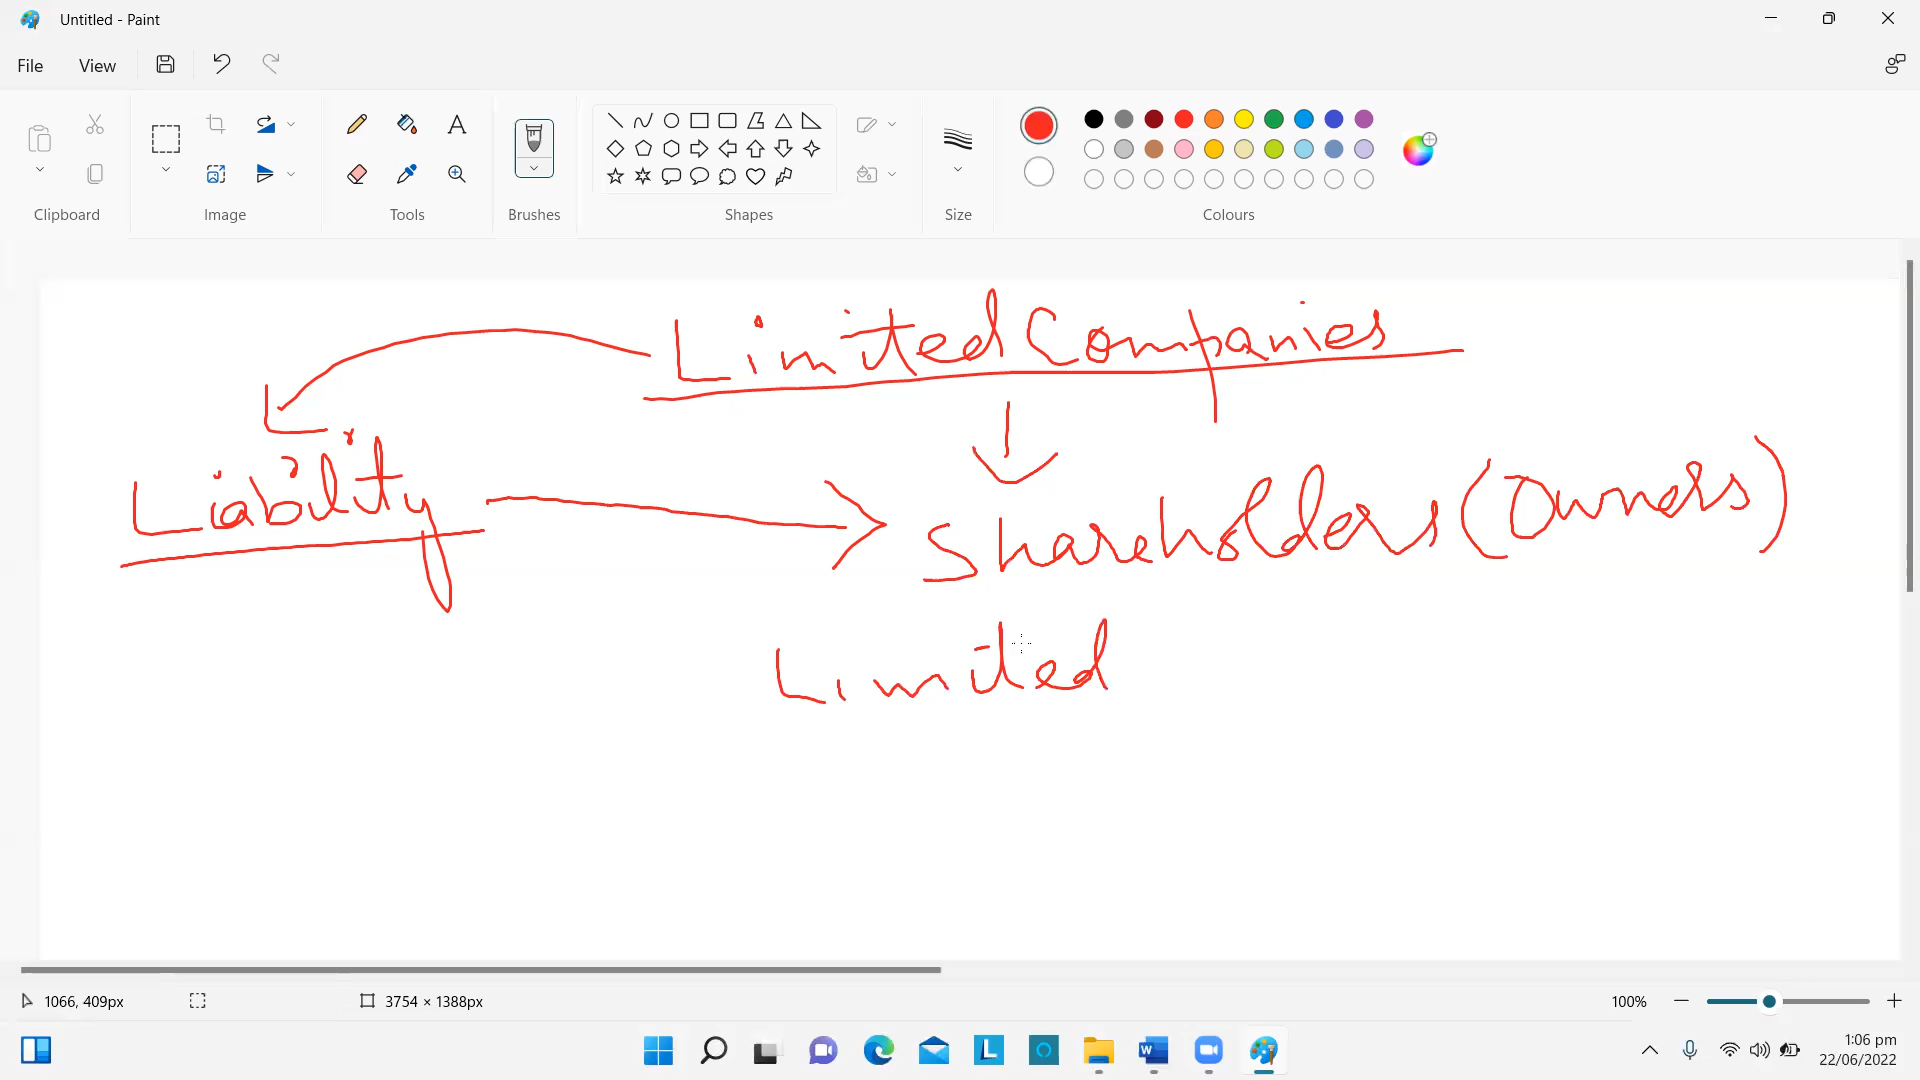 Untitled - Paint
File View
Clipboard Image Tools Brushes Shapes Size Colours
Limited Companies
Liability
Shareholders (Owners)
Limited
1066, 409px 3754 × 1388px 100%
1:06 pm
22/06/2022